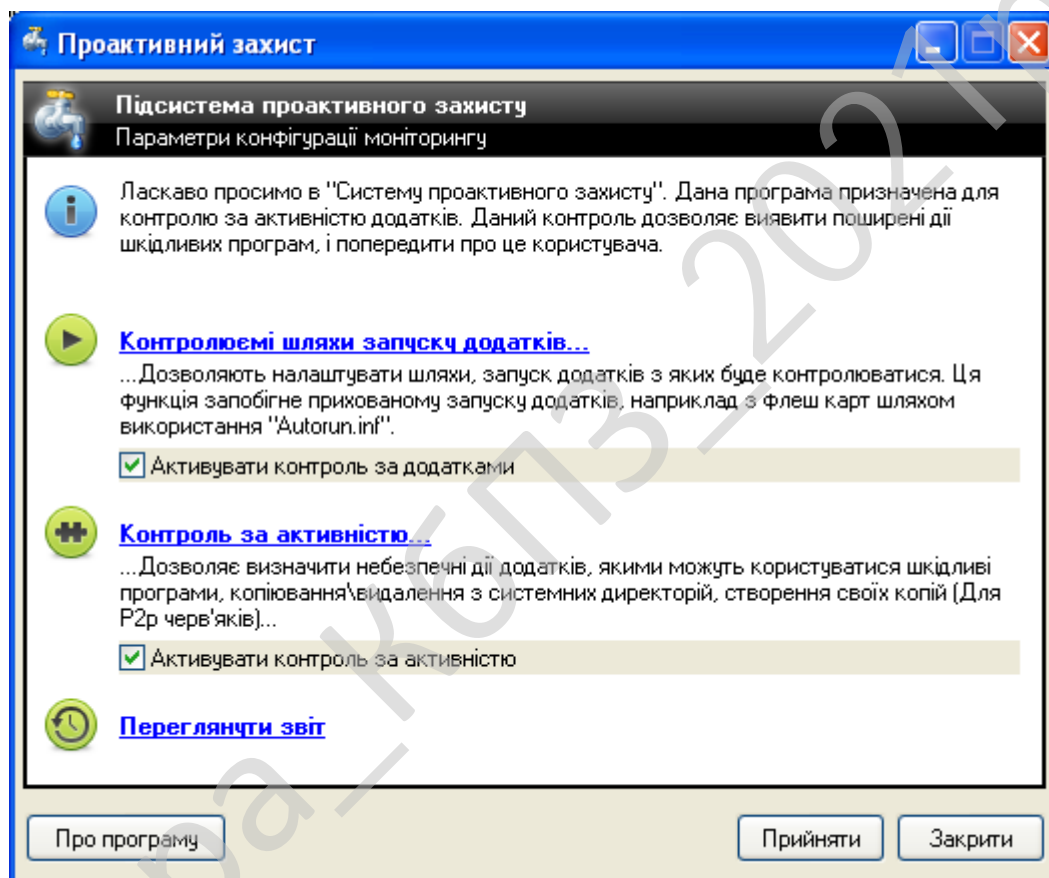 Проактивний захист
Підсистема проактивного захисту
Параметри конфігурації моніторингу
Ласкаво просимо в "Систему проактивного захисту". Дана програма призначена для
контролю за активністю додатків. Даний контроль дозволяє виявити поширені дії
шкідливих програм, і попередити про це користувача.
Контролюємі шляхи запуску додатків...
...Дозволяють налаштувати шляхи, запуск додатків з яких буде контролюватися. Ця
функція запобігне прихованому запуску додатків, наприклад з флеш карт шляхом
використання "Autorun.inf".
Активувати контроль за додатками
Контроль за активністю...
...Дозволяє визначити небезпечні дії додатків, якими можуть користуватися шкідливі
програми, копіювання\видалення з системних директорій, створення своїх копій (Для
P2p черв'яків)...
Активувати контроль за активністю
Переглянути звіт
Про програму
Прийняти
Закрити
ра_КбПЗ_2021